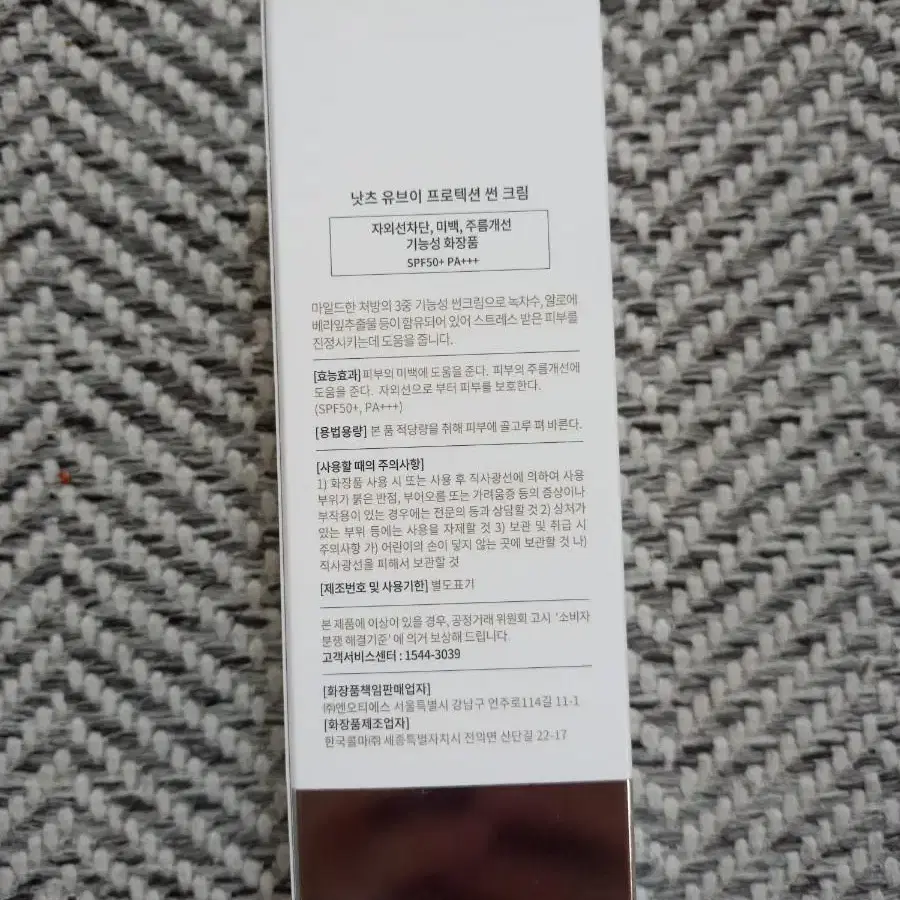 낫츠 유브이 프로텍션 썬 크림
자외선차단, 미백, 주름개선
기능성 화장품
SPF50+ PA+++
마일드한 처방의 3중 기능성 썬크림으로 녹차수, 알로에
베라잎추출물 등이 함유되어 있어 스트레스 받은 피부를
진정시키는데 도움을 줍니다.
[효능효과] 피부의 미백에 도움을 준다. 피부의 주름개선에
도움을 준다. 자외선으로 부터 피부를 보호한다.
(SPF50+, PA+++)
[용법용량] 본 품 적당량을 취해 피부에 골고루 펴 바른다.
[사용할 때의 주의사항]
1) 화장품 사용 시 또는 사용 후 직사광선에 의하여 사용
부위가 붉은 반점, 부어오름 또는 가려움증 등의 증상이나
부작용이 있는 경우에는 전문의 등과 상담할 것 2) 상처가
있는 부위 등에는 사용을 자제할 것 3) 보관 및 취급 시
주의사항 가) 어린이의 손이 닿지 않는 곳에 보관할 것 나)
직사광선을 피해서 보관할 것
[제조번호 및 사용기한] 별도표기
본 제품에 이상이 있을 경우, 공정거래 위원회 고시 '소비자
분쟁 해결기준' 에 의거 보상해 드립니다.
고객서비스센터 : 1544-3039
[화장품책임판매업자]
㈜엔오티에스 서울특별시 강남구 언주로114길 11-1
[화장품제조업자]
한국콜마㈜ 세종특별자치시 전의면 산단길 22-17